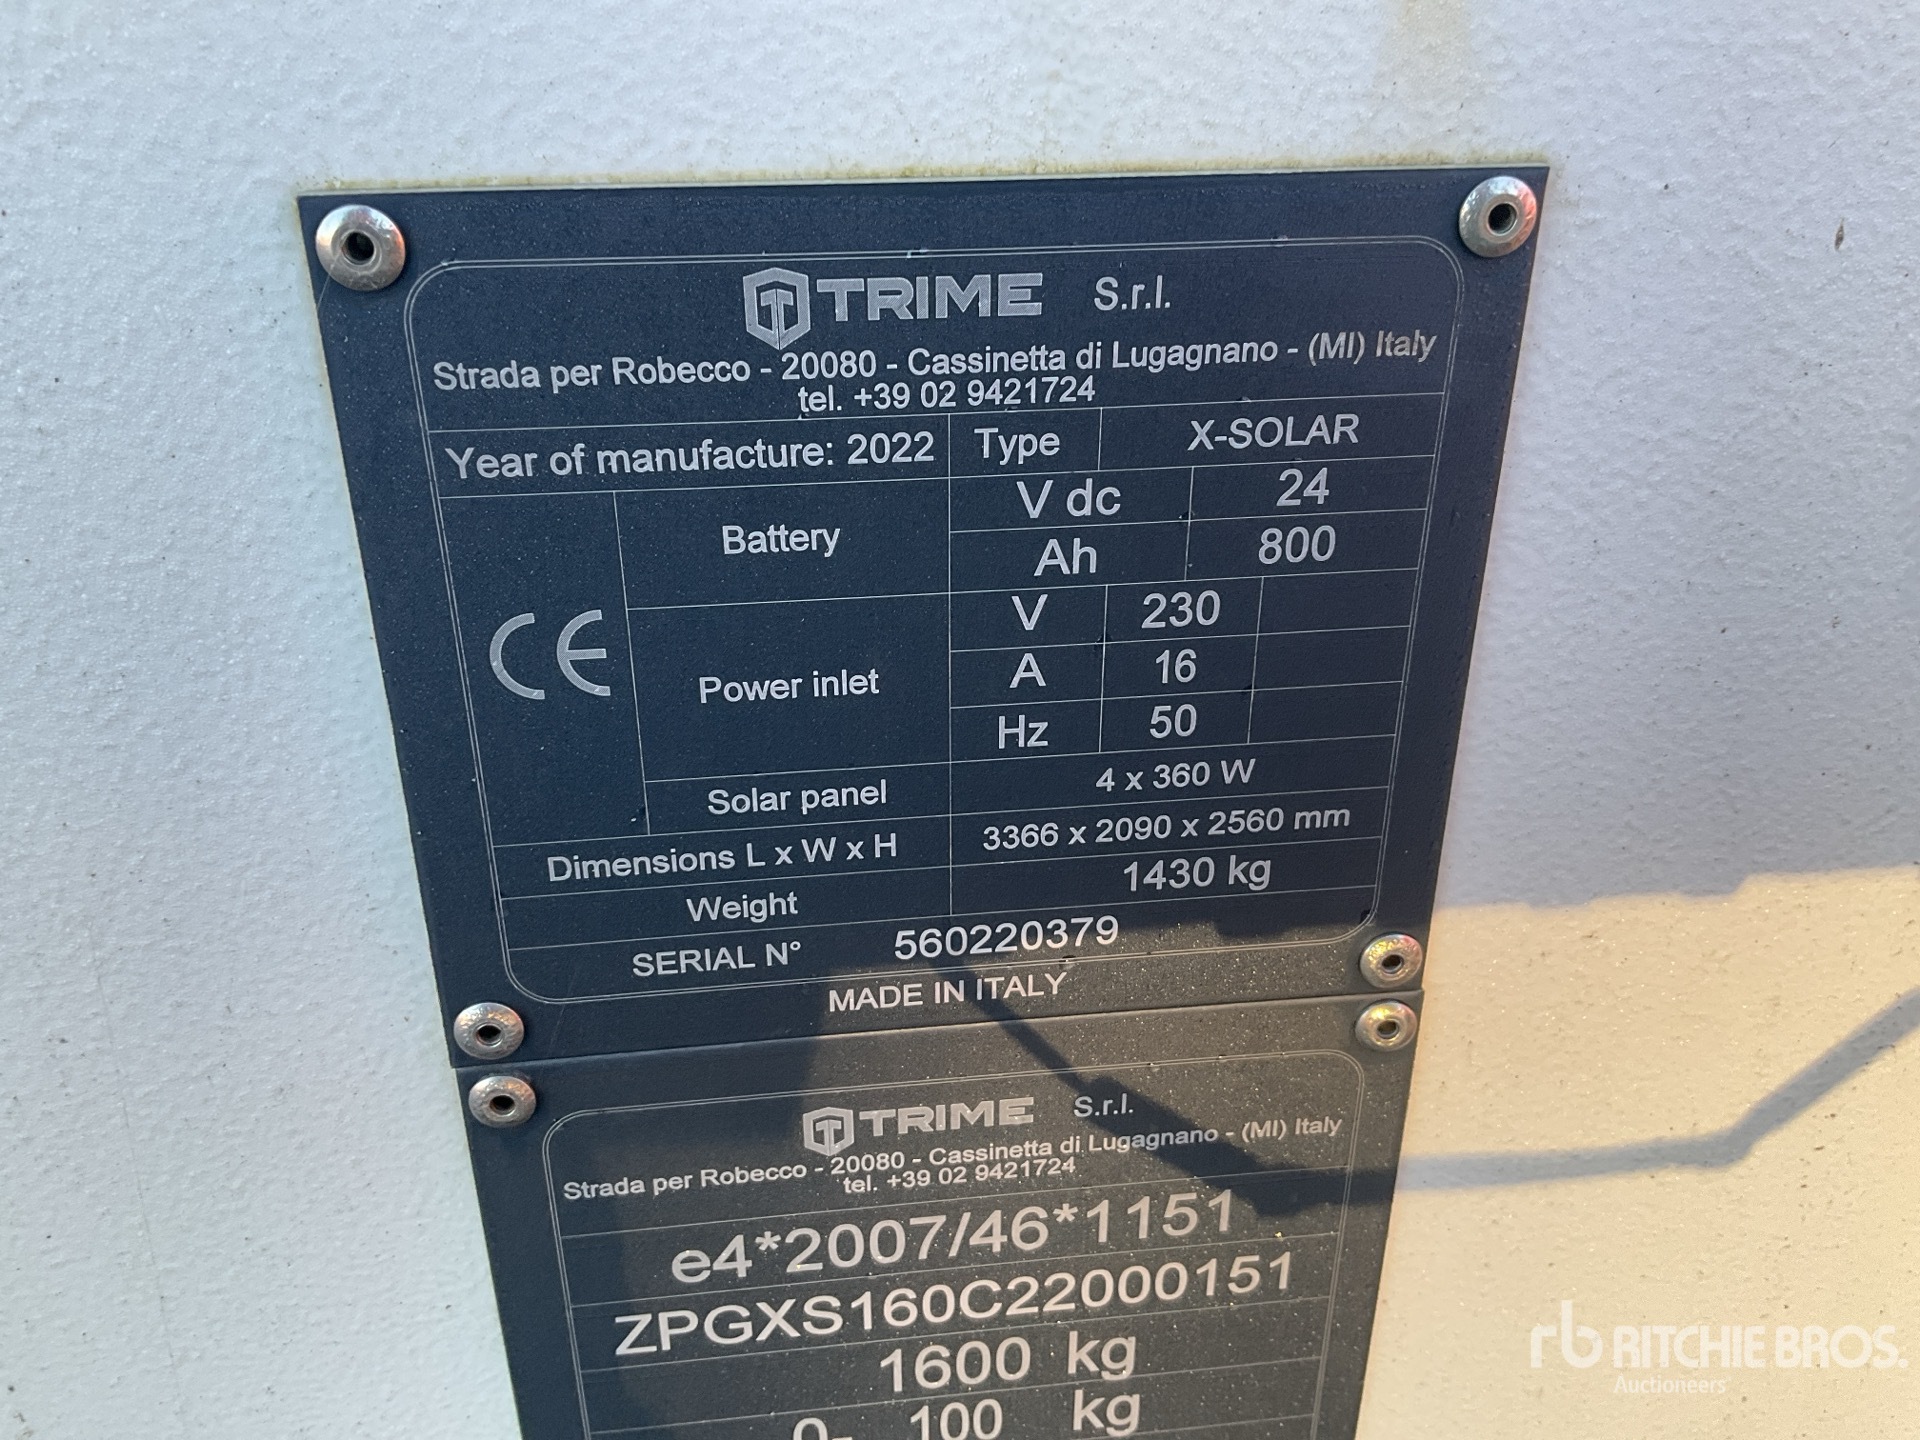 TRIME S.r.l.
Strada per Robecco - 20080 - Cassinetta di Lugagnano - (MI) Italy
tel. +39 02 9421724
Year of manufacture: 2022 Type X-SOLAR
Battery V dc 24
Ah 800
CE
Power inlet V 230
A 16
Hz 50
Solar panel 4 x 360 W
Dimensions L x W x H 3366 x 2090 x 2560 mm
Weight 1430 kg
SERIAL N° 560220379
MADE IN ITALY
TRIME S.r.l.
Strada per Robecco - 20080 - Cassinetta di Lugagnano - (MI) Italy
tel. +39 02 9421724
e4*2007/46*1151
ZPGXS160C22000151
1600 kg
0- 100 kg
rb RITCHIE BROS.
Auctioneers